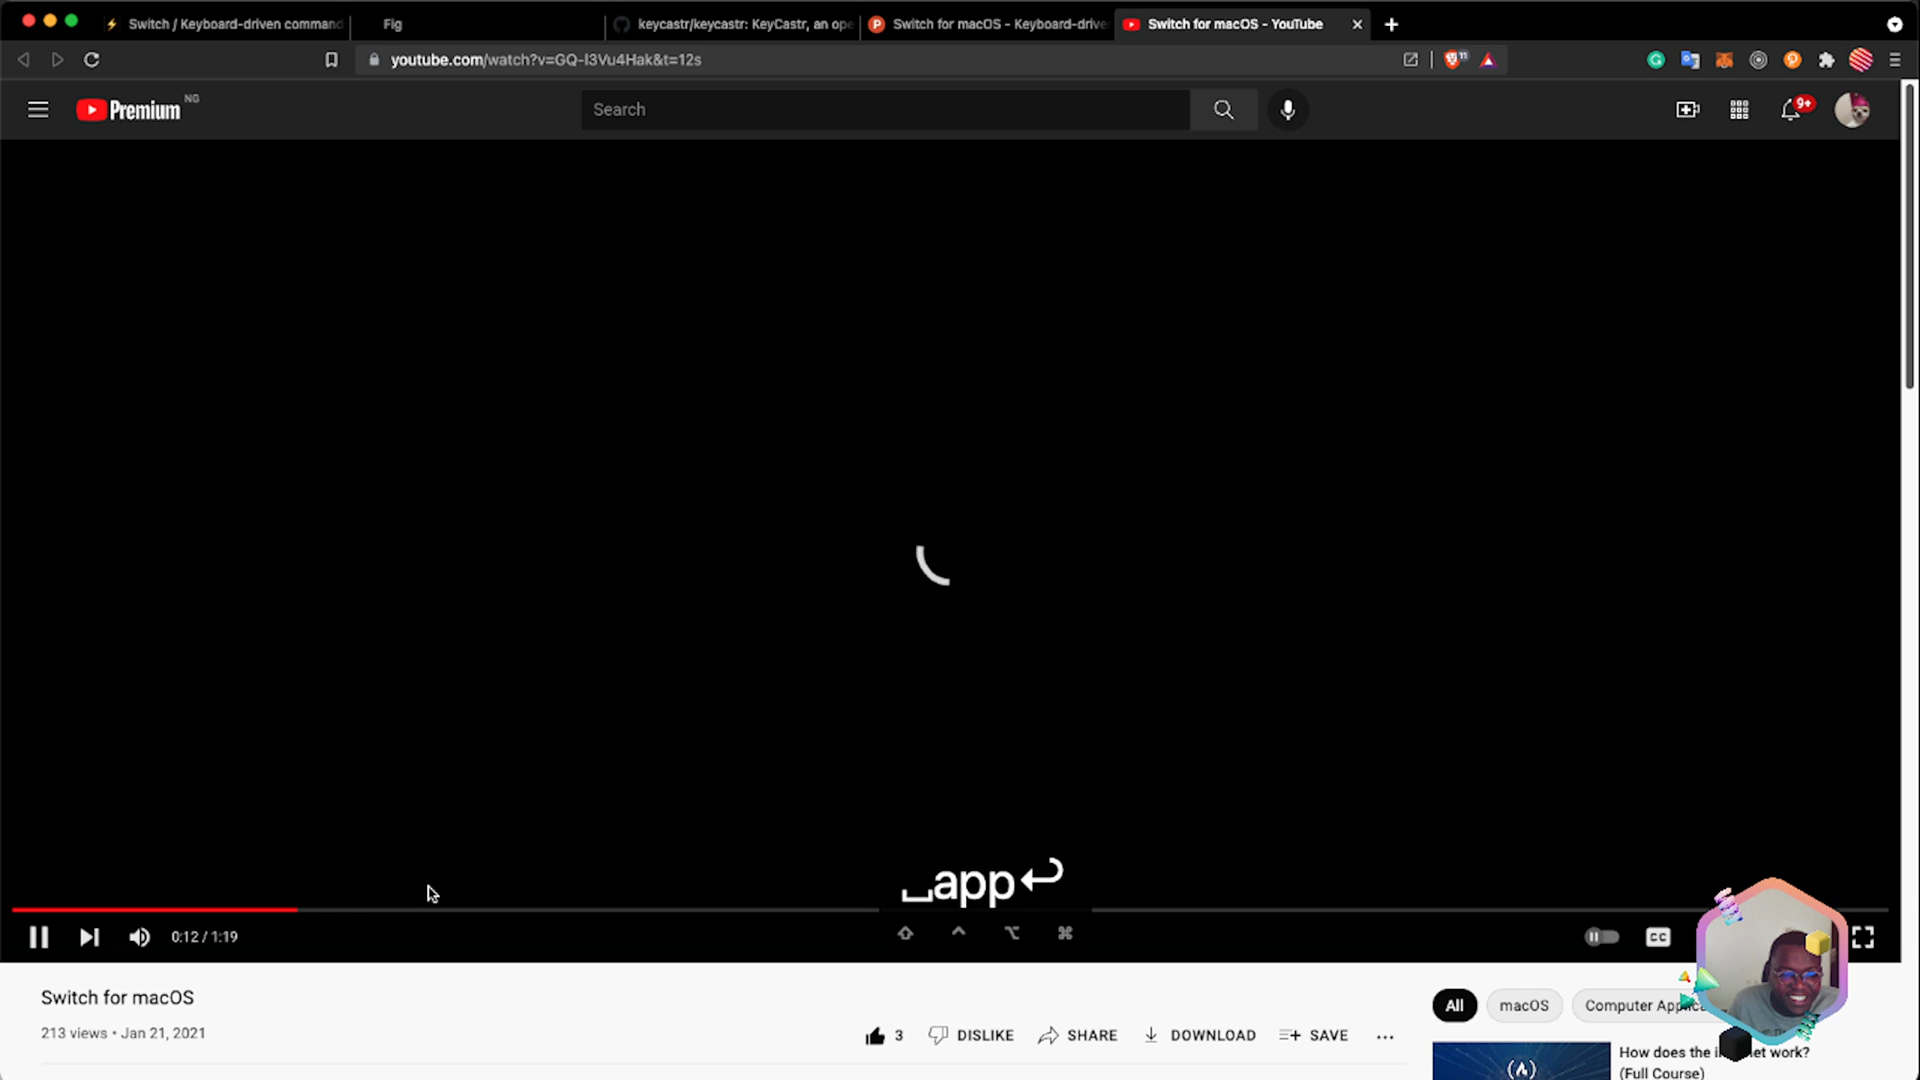 Switch / Keyboard-driven command
Fig
keycastr/keycastr: KeyCastr, an ope
Switch for macOS - Keyboard-drive
Switch for macOS - YouTube
youtube.com/watch?v=GQ-I3Vu4Hak&t=12s
11
Premium NG
Search
9+
␣app↩
⇧ ^ ⌥ ⌘
0:12 / 1:19
CC
Switch for macOS
213 views • Jan 21, 2021
3
DISLIKE
SHARE
DOWNLOAD
SAVE
All
macOS
Computer
How does the
work?
(Full Course)